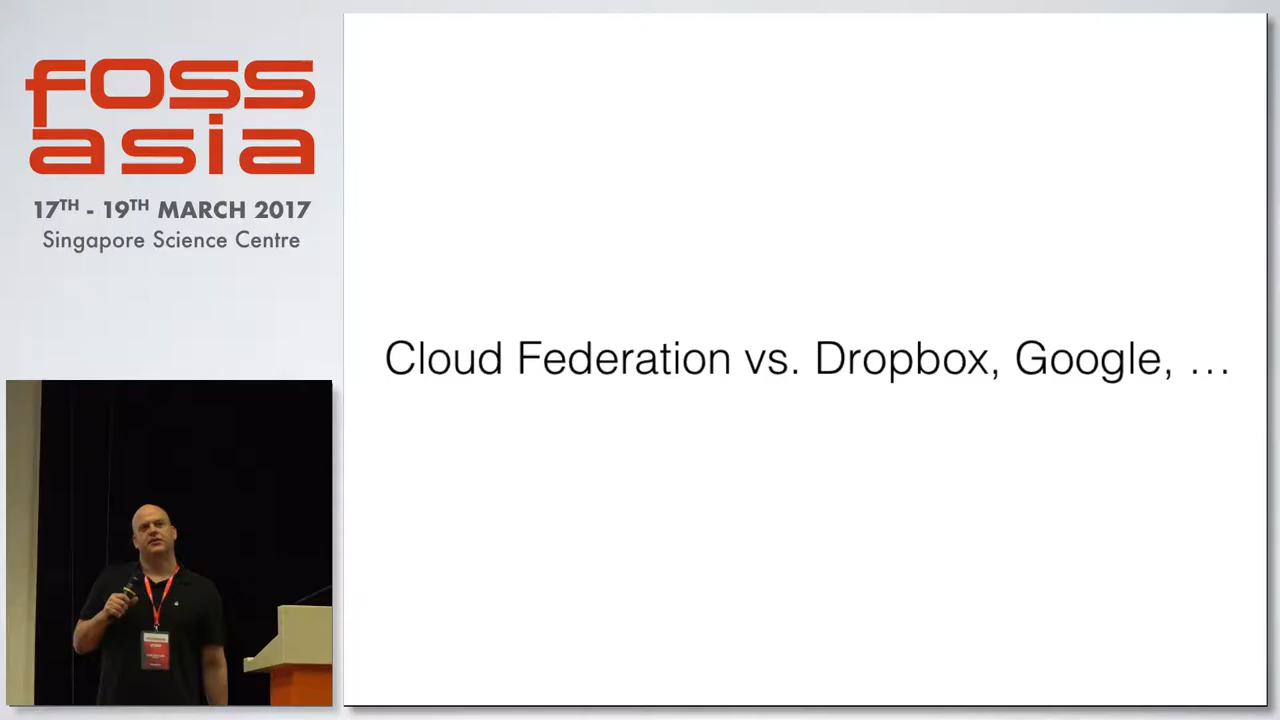 foss
asia
17TH - 19TH MARCH 2017
Singapore Science Centre
Cloud Federation vs. Dropbox, Google, …